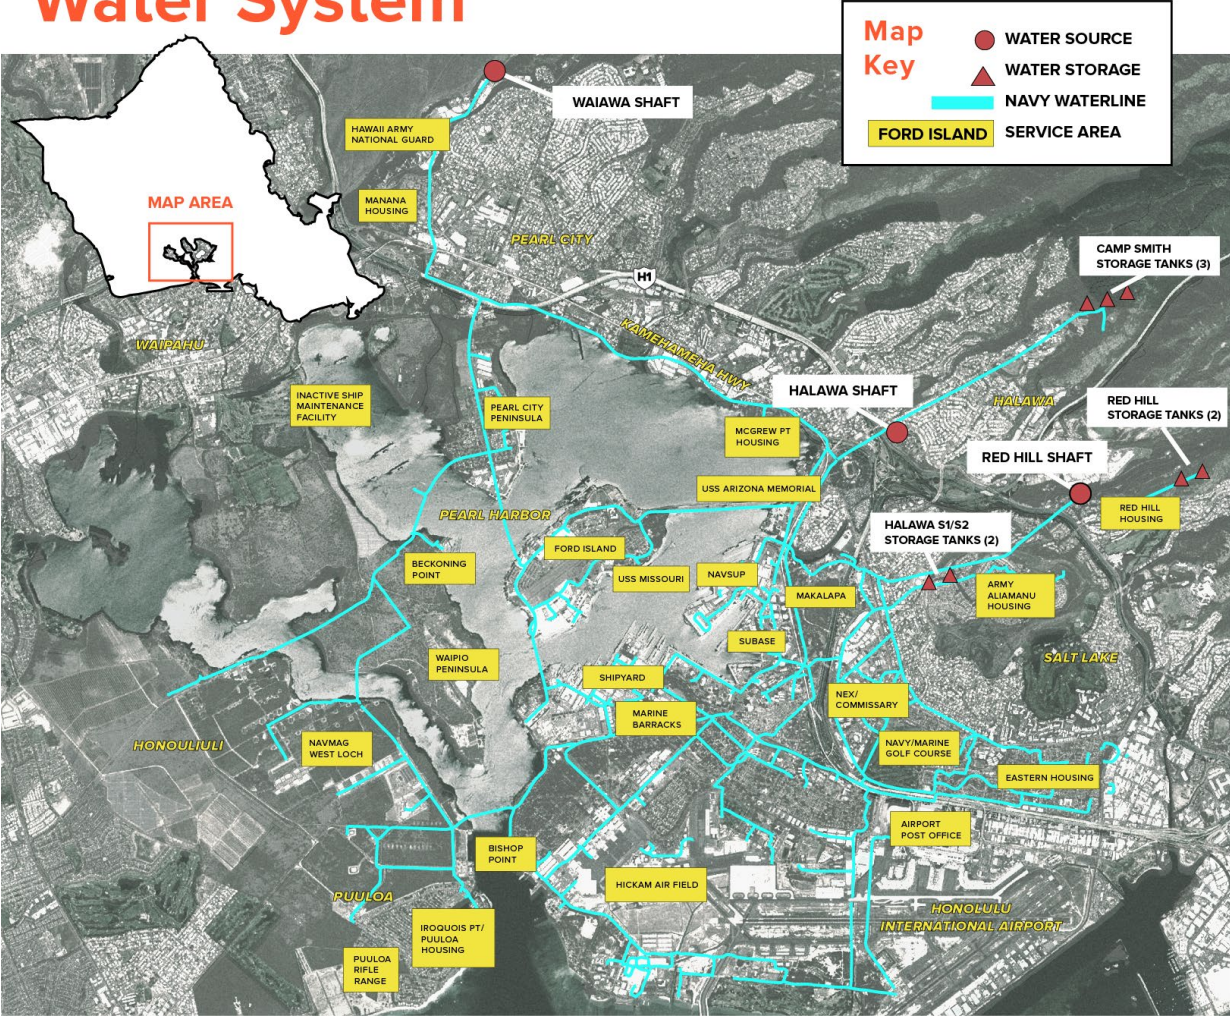 Water System
Map
Key
WATER SOURCE
WATER STORAGE
NAVY WATERLINE
FORD ISLAND
SERVICE AREA
WAIAWA SHAFT
HAWAII ARMY
NATIONAL GUARD
MANANA
HOUSING
MAP AREA
PEARL CITY
H1
CAMP SMITH
STORAGE TANKS (3)
WAIPAHU
KAMEHAMEHA HWY
HALAWA SHAFT
HALAWA
RED HILL
STORAGE TANKS (2)
INACTIVE SHIP
MAINTENANCE
FACILITY
PEARL CITY
PENINSULA
MCGREW PT
HOUSING
RED HILL SHAFT
USS ARIZONA MEMORIAL
PEARL HARBOR
RED HILL
HOUSING
HALAWA S1/S2
STORAGE TANKS (2)
FORD ISLAND
BECKONING
POINT
USS MISSOURI
NAVSUP
MAKALAPA
ARMY
ALIAMANU
HOUSING
SUBASE
WAIPIO
PENINSULA
SALT LAKE
SHIPYARD
NEX/
COMMISSARY
MARINE
BARRACKS
HONOULIULI
NAVMAG
WEST LOCH
NAVY/MARINE
GOLF COURSE
EASTERN HOUSING
AIRPORT
POST OFFICE
BISHOP
POINT
HICKAM AIR FIELD
PUULOA
HONOLULU
INTERNATIONAL AIRPORT
IROQUOIS PT/
PUULOA
HOUSING
PUULOA
RIFLE
RANGE